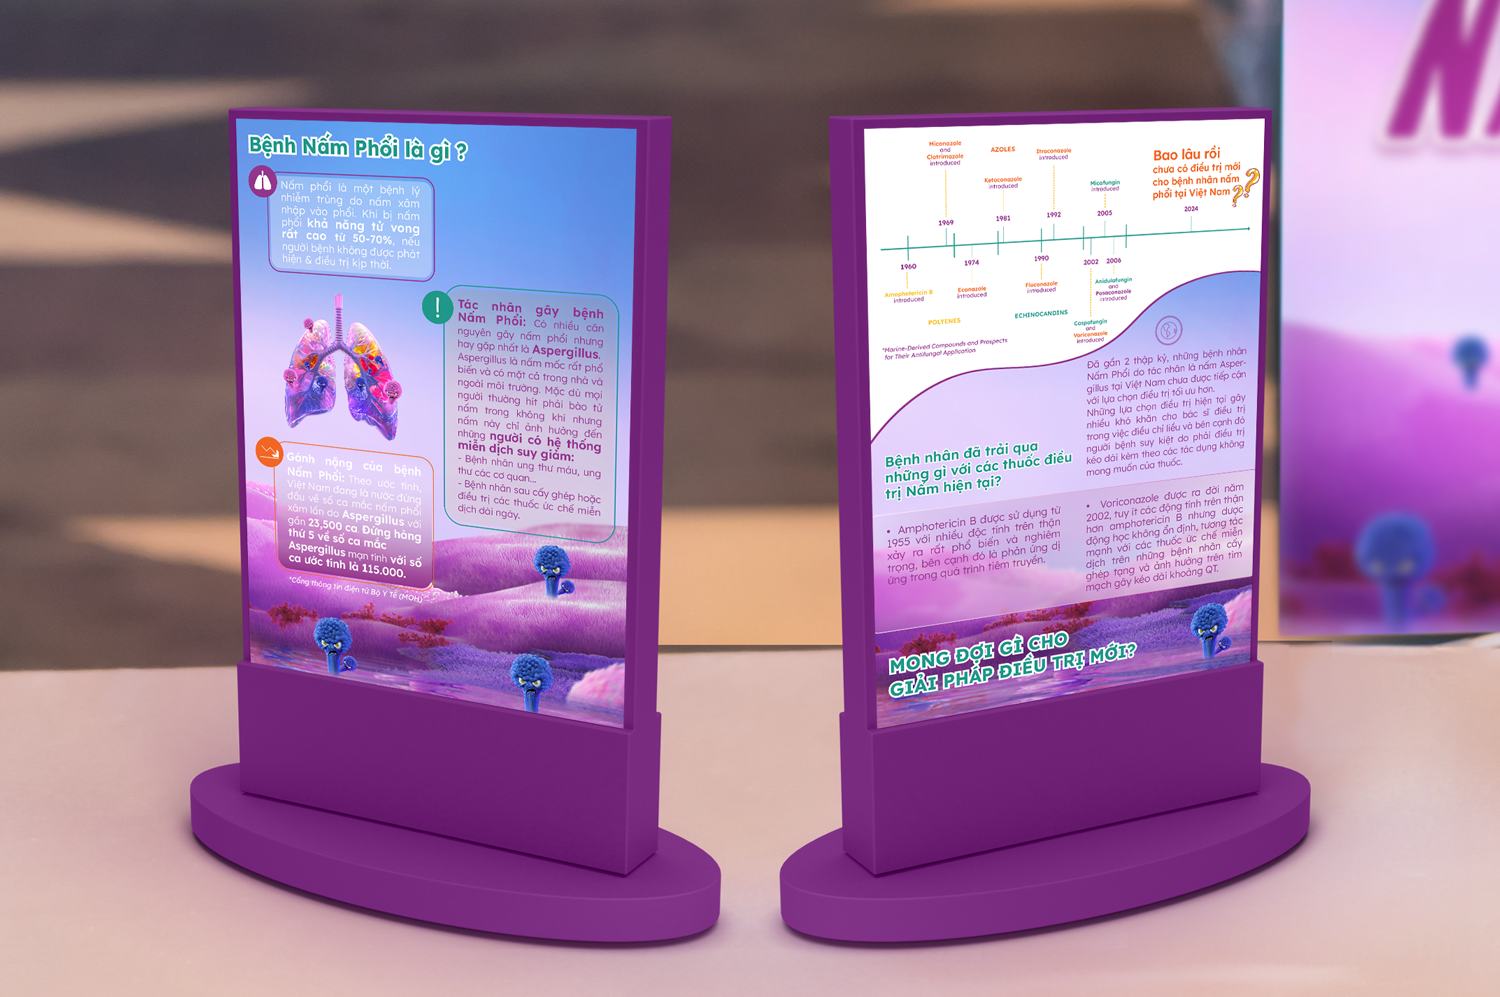 Bệnh Nấm Phổi là gì ?
Nấm phổi là một bệnh lý
nhiễm trùng do nấm xâm
nhập vào phổi. Khi bị nấm
phổi khả năng tử vong
rất cao từ 50-70%, nếu
người bệnh không được phát
hiện & điều trị kịp thời.
!
Tác nhân gây bệnh
Nấm Phổi: Có nhiều căn
nguyên gây nấm phổi nhưng
hay gặp nhất là Aspergillus.
Aspergillus là nấm mốc rất phổ
biến và có mặt cả trong nhà và
ngoài môi trường. Mặc dù mọi
người thường hít phải bào tử
nấm trong không khí nhưng
nấm này chỉ ảnh hưởng đến
những người có hệ thống
miễn dịch suy giảm:
- Bệnh nhân ung thư máu, ung
thư các cơ quan...
- Bệnh nhân sau cấy ghép hoặc
điều trị các thuốc ức chế miễn
dịch dài ngày.
Gánh nặng của bệnh
Nấm Phổi: Theo ước tính,
Việt Nam đang là nước đứng
đầu về số ca mắc nấm phổi
xâm lấn do Aspergillus với
gần 23,500 ca. Đứng hàng
thứ 5 về số ca mắc
Aspergillus mạn tính với số
ca ước tính là 115.000.
*Cổng thông tin điện tử Bộ Y Tế (MOH)
Miconazole
and
Clotrimazole
introduced
AZOLES
Itraconazole
introduced
Ketoconazole
introduced
Micafungin
introduced
Bao lâu rồi
chưa có điều trị mới
cho bệnh nhân nấm
phổi tại Việt Nam ??
1969
1981
1992
2005
2024
1960
1974
1990
2002
2006
Amophotericin B
introduced
Econazole
introduced
Fluconazole
introduced
Anidulafungin
and
Posaconazole
introduced
POLYENES
ECHINOCANDINS
Caspofungin
and
Voriconazole
introduced
*Marine-Derived Compounds and Prospects
for Their Antifungal Application
Đã gần 2 thập kỷ, những bệnh nhân
Nấm Phổi do tác nhân là nấm Asper-
gillus tại Việt Nam chưa được tiếp cận
với lựa chọn điều trị tối ưu hơn.
Những lựa chọn điều trị hiện tại gây
nhiều khó khăn cho bác sĩ điều trị
trong việc điều chỉ liều và bên cạnh đó
người bệnh suy kiệt do phải điều trị
kéo dài kèm theo các tác dụng không
mong muốn của thuốc.
Bệnh nhân đã trải qua
những gì với các thuốc điều
trị Nấm hiện tại?
• Amphotericin B được sử dụng từ
1955 với nhiều độc tính trên thận
xảy ra rất phổ biến và nghiêm
trọng, bên cạnh đó là phản ứng dị
ứng trong quá trình tiêm truyền.
• Voriconazole được ra đời năm
2002, tuy ít các động tính trên thận
hơn amphotericin B nhưng dược
động học không ổn định, tương tác
mạnh với các thuốc ức chế miễn
dịch trên những bệnh nhân cấy
ghép tạng và ảnh hưởng trên tim
mạch gây kéo dài khoảng QT.
MONG ĐỢI GÌ CHO
GIẢI PHÁP ĐIỀU TRỊ MỚI?